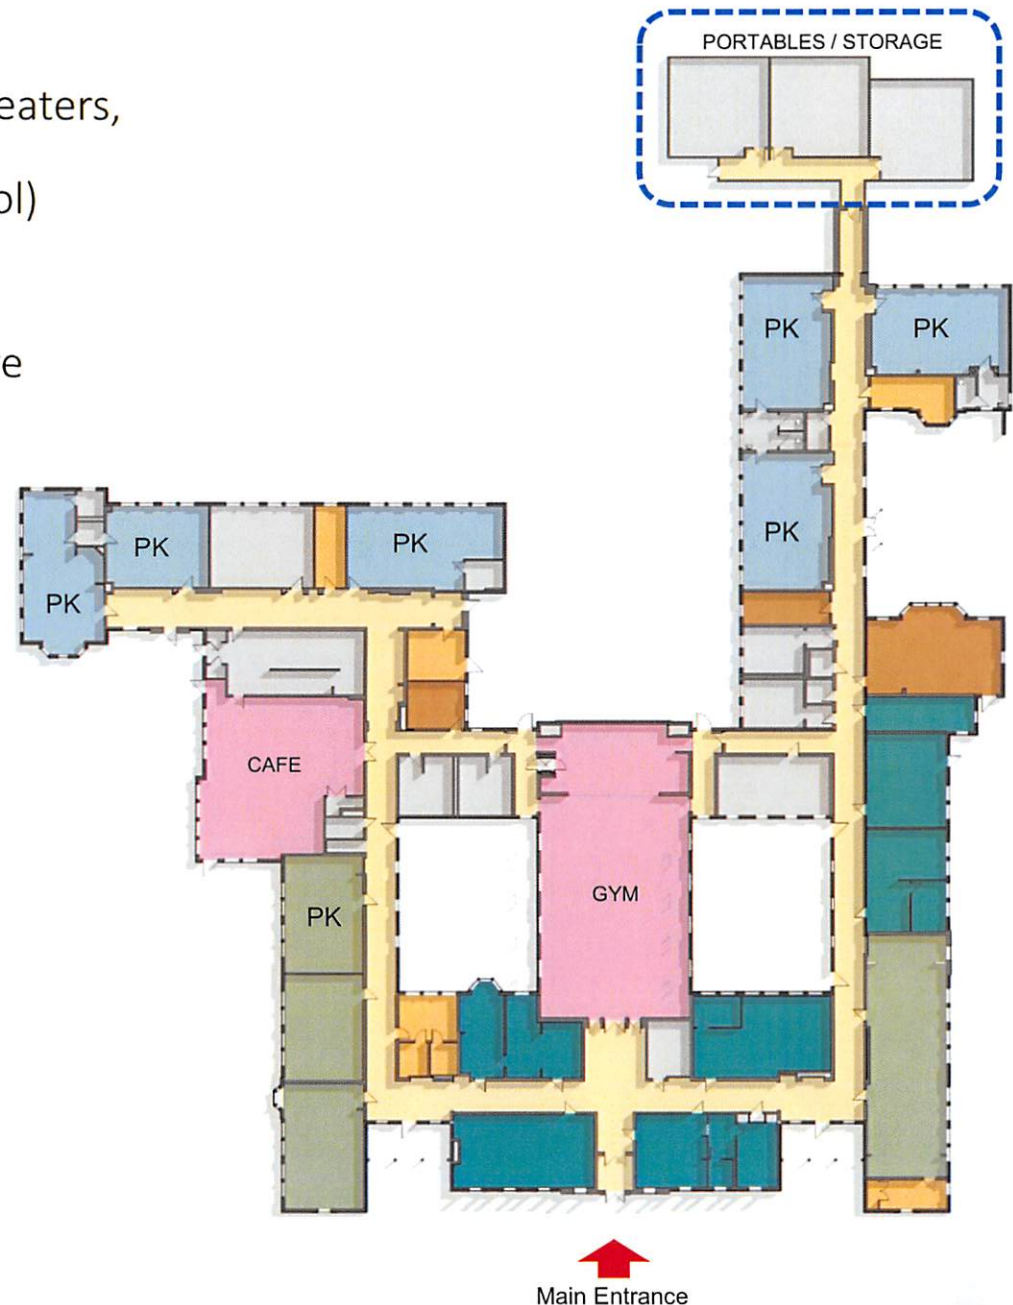 PORTABLES / STORAGE
eaters,
ol)
PK
PK
e
PK
PK
PK
PK
CAFE
GYM
PK
Main Entrance